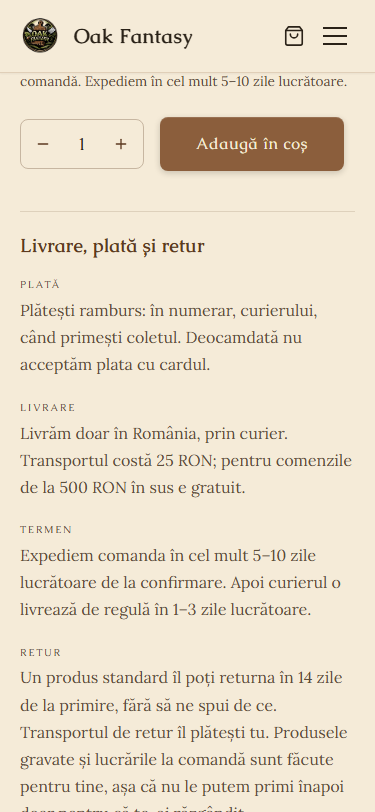 Oak Fantasy
comandă. Expediem în cel mult 5–10 zile lucrătoare.
− 1 +
Adaugă în coș
Livrare, plată și retur
PLATĂ
Plătești ramburs: în numerar, curierului,
când primești coletul. Deocamdată nu
acceptăm plata cu cardul.
LIVRARE
Livrăm doar în România, prin curier.
Transportul costă 25 RON; pentru comenzile
de la 500 RON în sus e gratuit.
TERMEN
Expediem comanda în cel mult 5–10 zile
lucrătoare de la confirmare. Apoi curierul o
livrează de regulă în 1–3 zile lucrătoare.
RETUR
Un produs standard îl poți returna în 14 zile
de la primire, fără să ne spui de ce.
Transportul de retur îl plătești tu. Produsele
gravate și lucrările la comandă sunt făcute
pentru tine, așa că nu le putem primi înapoi